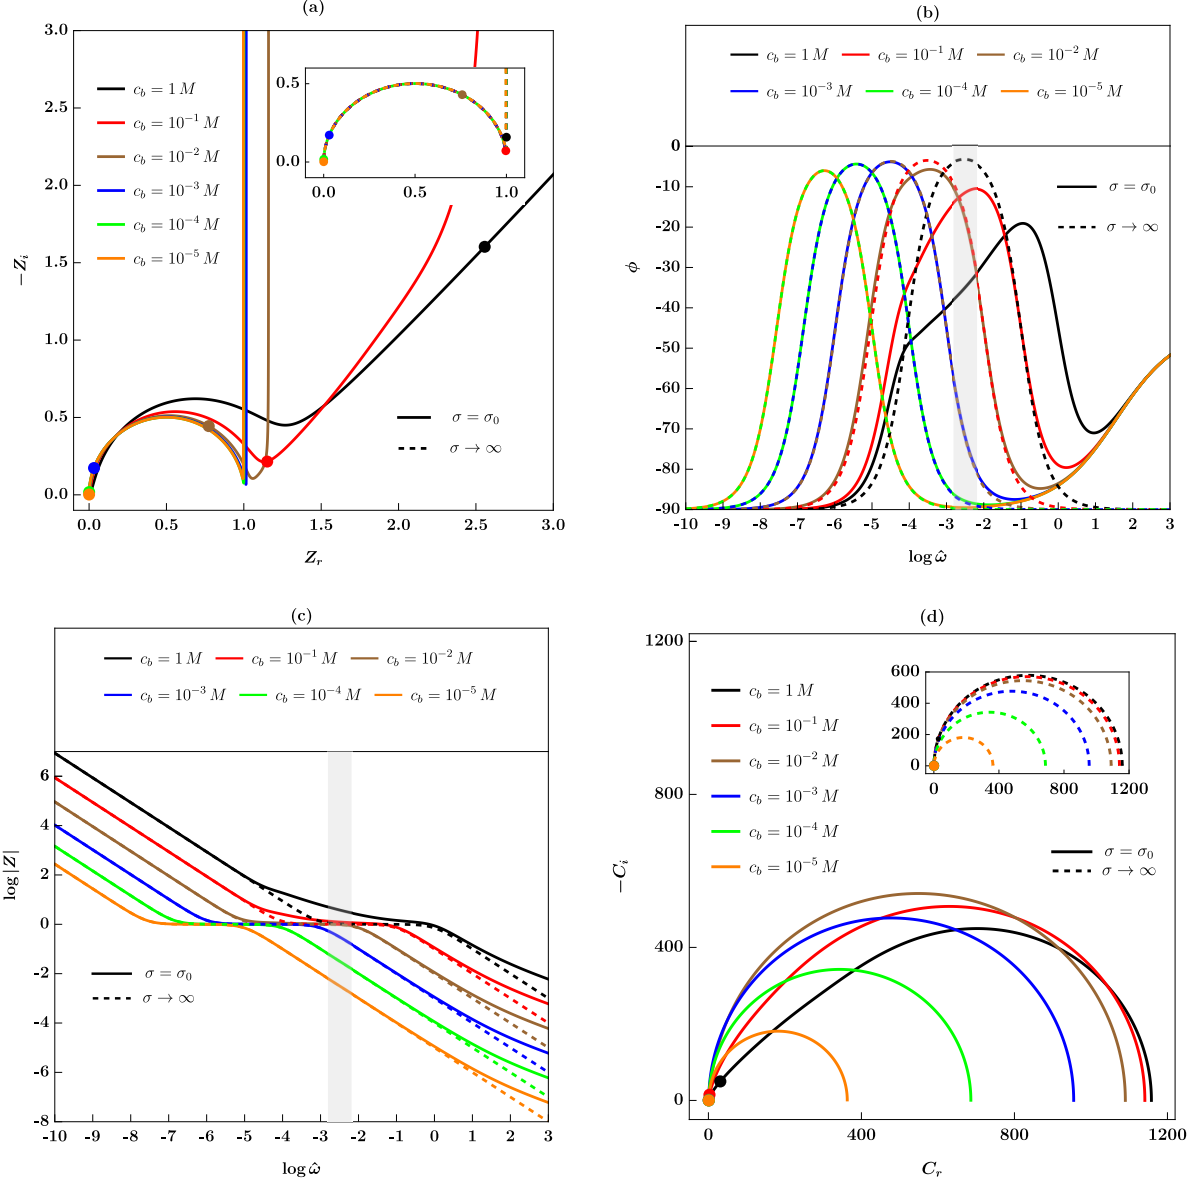 (a)
3.0
2.5
2.0
1.5
1.0
0.5
0.0
−Z_i
c_b = 1 M
c_b = 10⁻¹ M
c_b = 10⁻² M
c_b = 10⁻³ M
c_b = 10⁻⁴ M
c_b = 10⁻⁵ M
0.5
0.0
0.0 0.5 1.0
σ = σ₀
σ → ∞
0.0 0.5 1.0 1.5 2.0 2.5 3.0
Z_r
(b)
c_b = 1 M c_b = 10⁻¹ M c_b = 10⁻² M
c_b = 10⁻³ M c_b = 10⁻⁴ M c_b = 10⁻⁵ M
0
-10
-20
-30
-40
-50
-60
-70
-80
-90
ϕ
σ = σ₀
σ → ∞
-10 -9 -8 -7 -6 -5 -4 -3 -2 -1 0 1 2 3
log ω̂
(c)
c_b = 1 M c_b = 10⁻¹ M c_b = 10⁻² M
c_b = 10⁻³ M c_b = 10⁻⁴ M c_b = 10⁻⁵ M
6
4
2
0
-2
-4
-6
-8
log |Z|
σ = σ₀
σ → ∞
-10 -9 -8 -7 -6 -5 -4 -3 -2 -1 0 1 2 3
log ω̂
(d)
1200
800
400
0
−C_i
c_b = 1 M
c_b = 10⁻¹ M
c_b = 10⁻² M
c_b = 10⁻³ M
c_b = 10⁻⁴ M
c_b = 10⁻⁵ M
600
400
200
0
0 400 800 1200
σ = σ₀
σ → ∞
0 400 800 1200
C_r